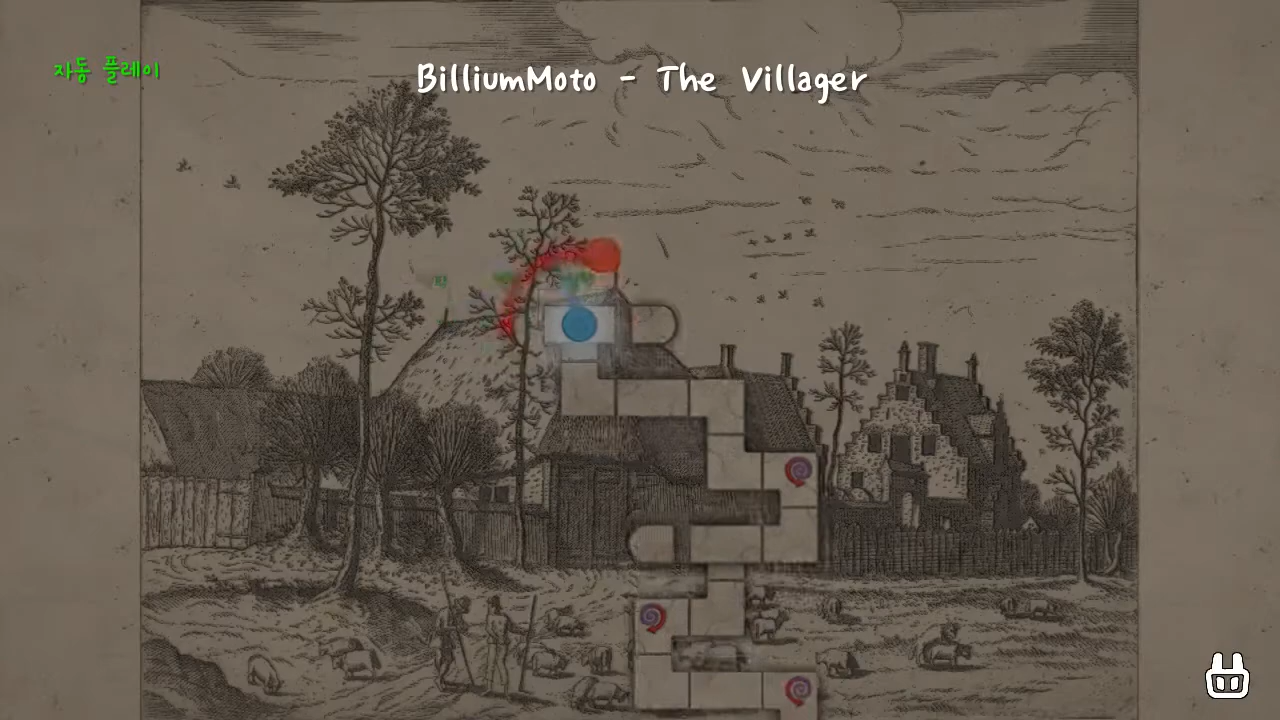 자동 플레이
BilliumMoto - The Villager